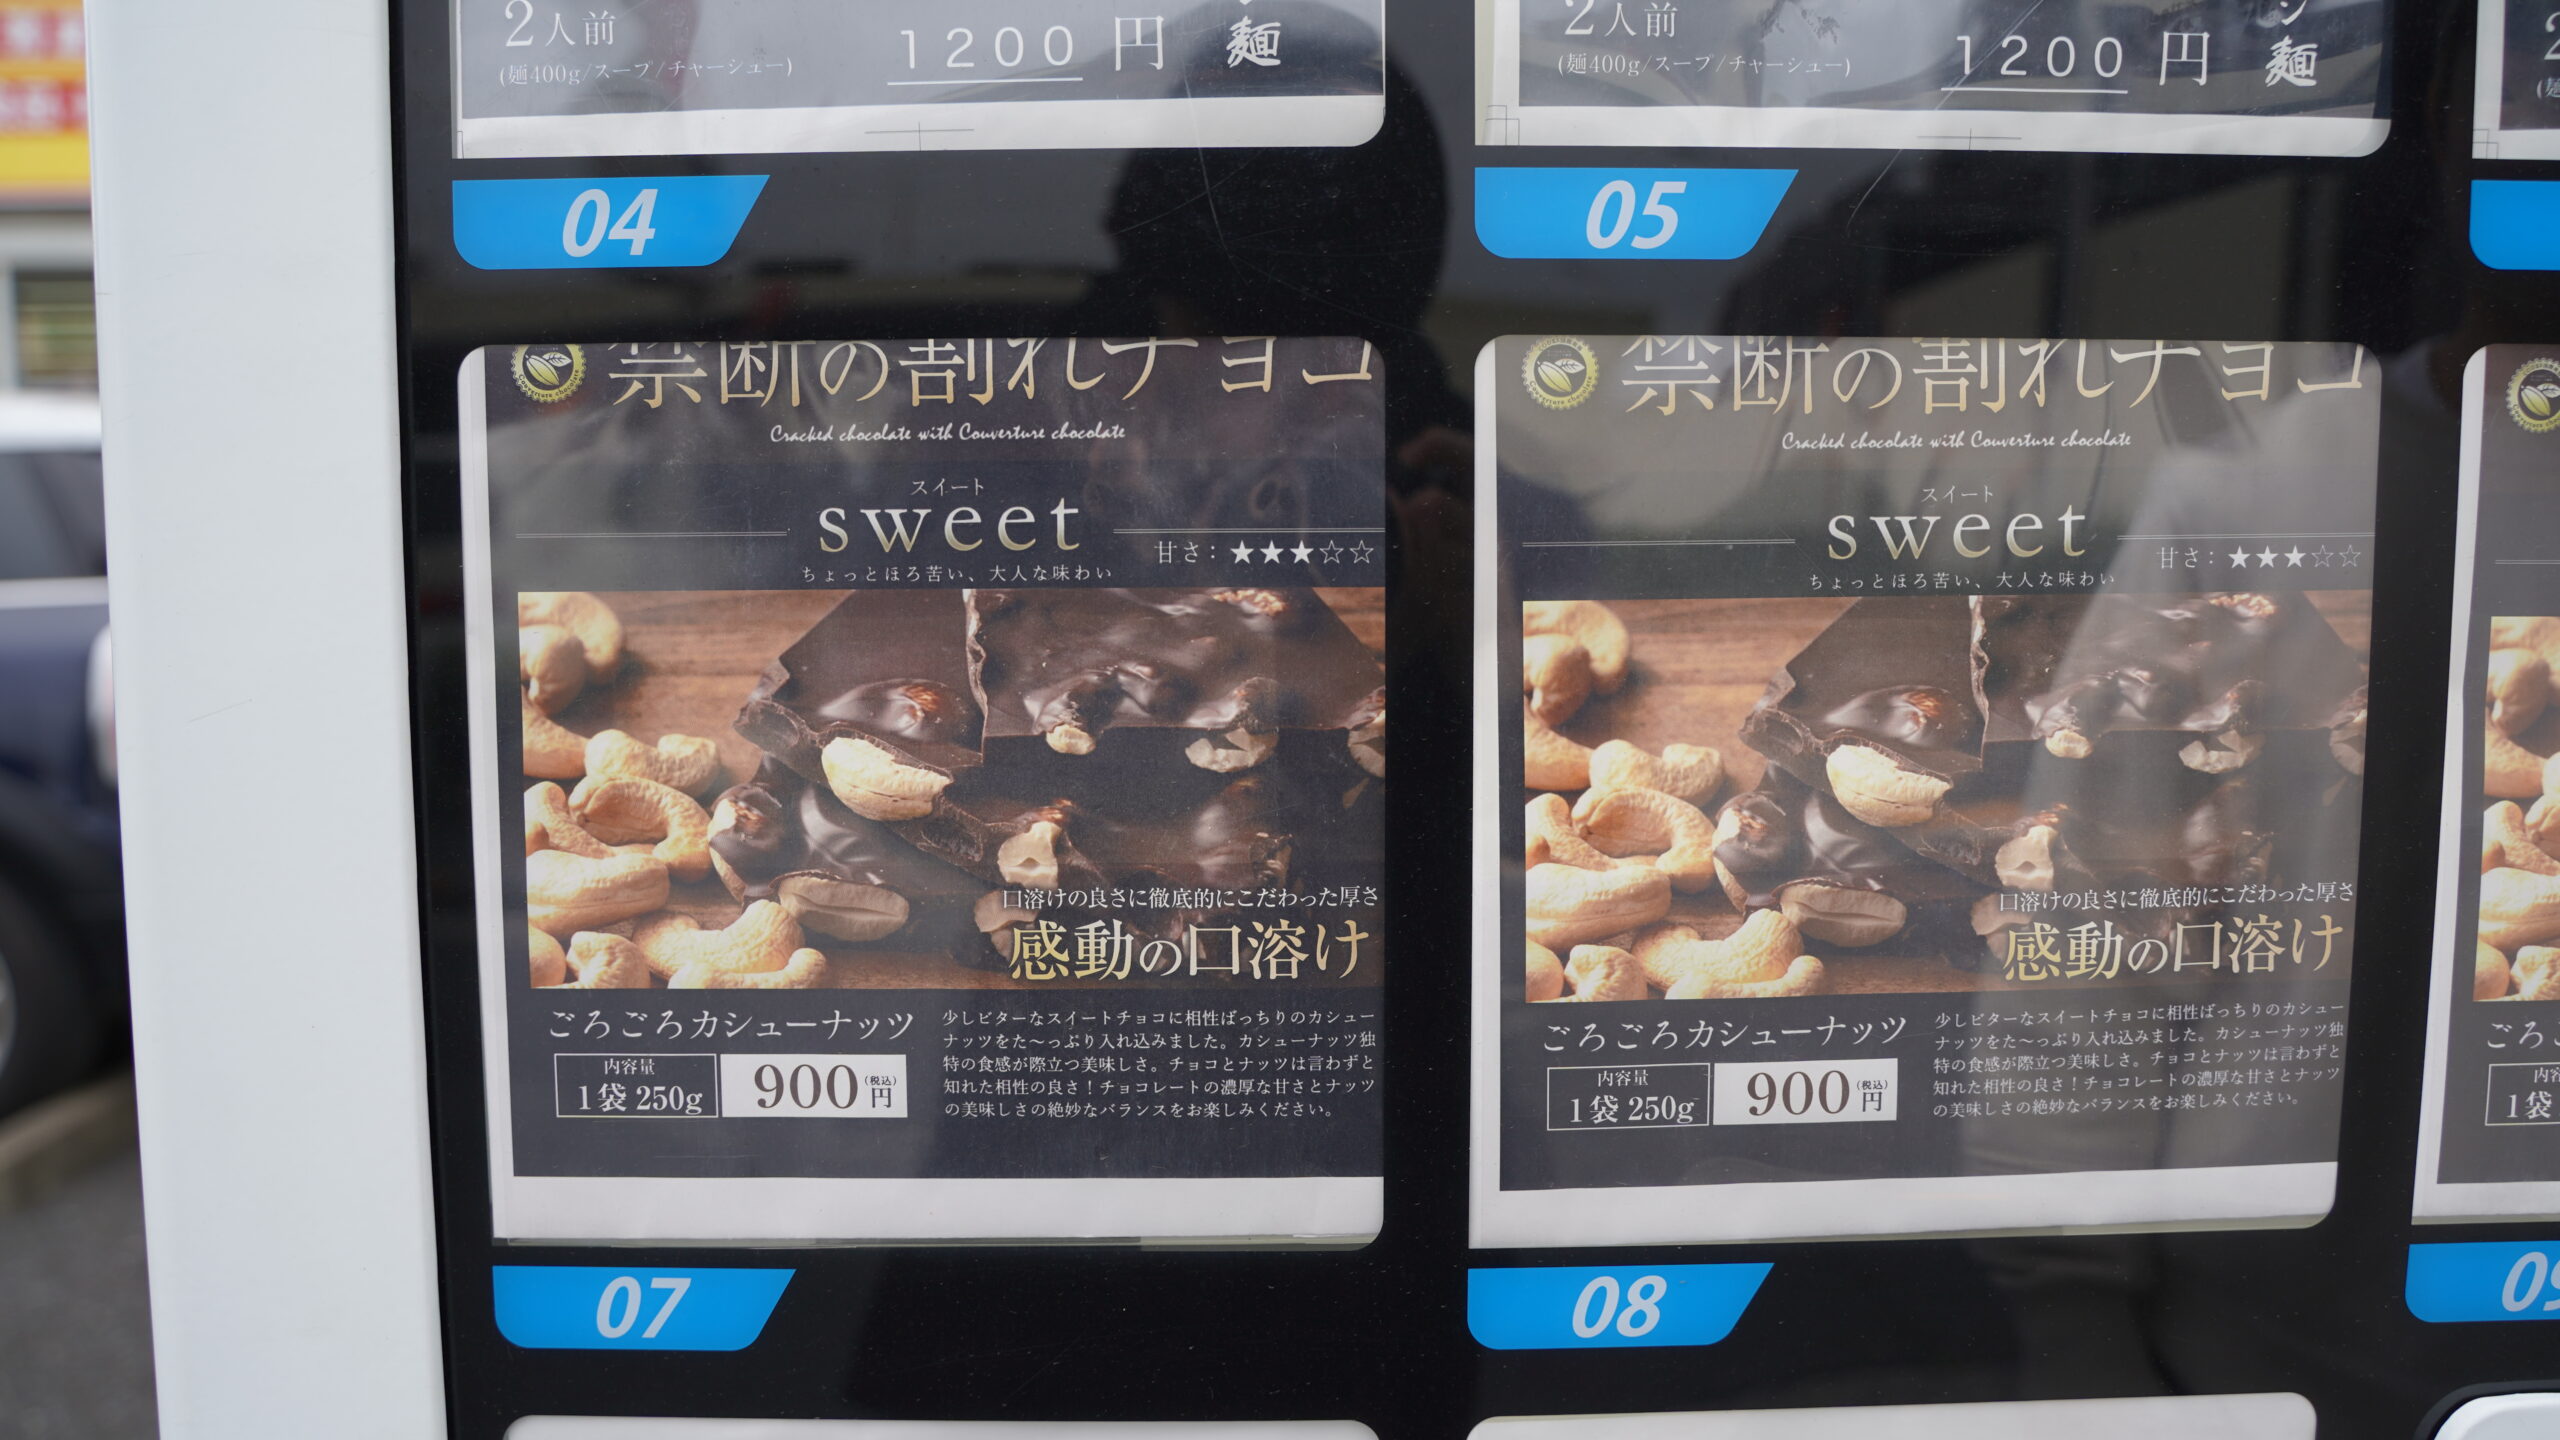 2人前
(麺400g/スープ/チャーシュー)
1200円
麺
2人前
(麺400g/スープ/チャーシュー)
1200円
麺
04
05
禁断の割れチョコ
Cracked chocolate with Couverture chocolate
スイート
sweet
甘さ:★★★☆☆
ちょっとほろ苦い、大人な味わい
口溶けの良さに徹底的にこだわった厚さ
感動の口溶け
ごろごろカシューナッツ
内容量
1袋 250g
900円(税込)
少しビターなスイートチョコに相性ばっちりのカシュー
ナッツをた〜っぷり入れ込みました。カシューナッツ独
特の食感が際立つ美味しさ。チョコとナッツは言わずと
知れた相性の良さ！チョコレートの濃厚な甘さとナッツ
の美味しさの絶妙なバランスをお楽しみください。
禁断の割れチョコ
Cracked chocolate with Couverture chocolate
スイート
sweet
甘さ:★★★☆☆
ちょっとほろ苦い、大人な味わい
口溶けの良さに徹底的にこだわった厚さ
感動の口溶け
ごろごろカシューナッツ
内容量
1袋 250g
900円(税込)
少しビターなスイートチョコに相性ばっちりのカシュー
ナッツをた〜っぷり入れ込みました。カシューナッツ独
特の食感が際立つ美味しさ。チョコとナッツは言わずと
知れた相性の良さ！チョコレートの濃厚な甘さとナッツ
の美味しさの絶妙なバランスをお楽しみください。
ごろ
1袋
07
08
09